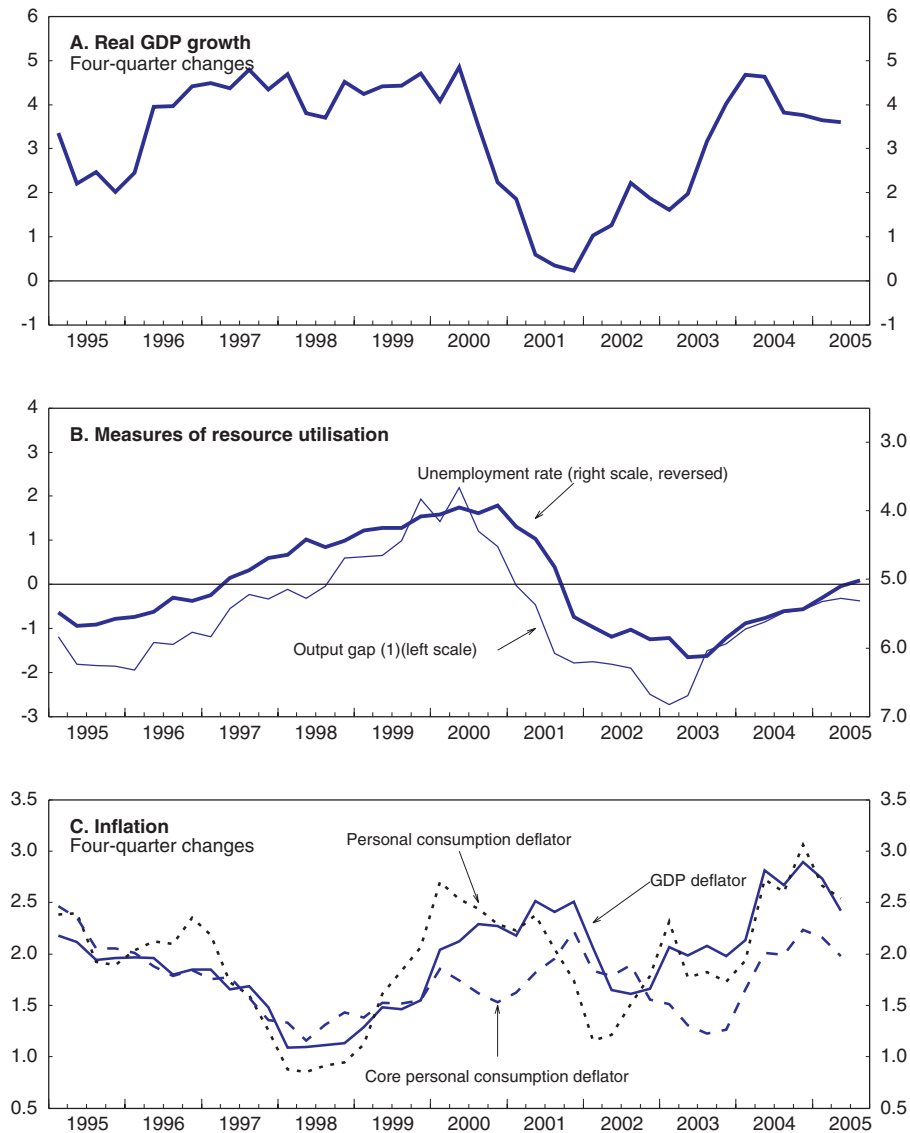 A. Real GDP growth
Four-quarter changes
6 6
5 5
4 4
3 3
2 2
1 1
0 0
-1 -1
1995 1996 1997 1998 1999 2000 2001 2002 2003 2004 2005
B. Measures of resource utilisation
Unemployment rate (right scale, reversed)
Output gap (1)(left scale)
4
3 3.0
2 4.0
1
0 5.0
-1
-2 6.0
-3 7.0
1995 1996 1997 1998 1999 2000 2001 2002 2003 2004 2005
C. Inflation
Four-quarter changes
Personal consumption deflator
GDP deflator
Core personal consumption deflator
3.5 3.5
3.0 3.0
2.5 2.5
2.0 2.0
1.5 1.5
1.0 1.0
0.5 0.5
1995 1996 1997 1998 1999 2000 2001 2002 2003 2004 2005